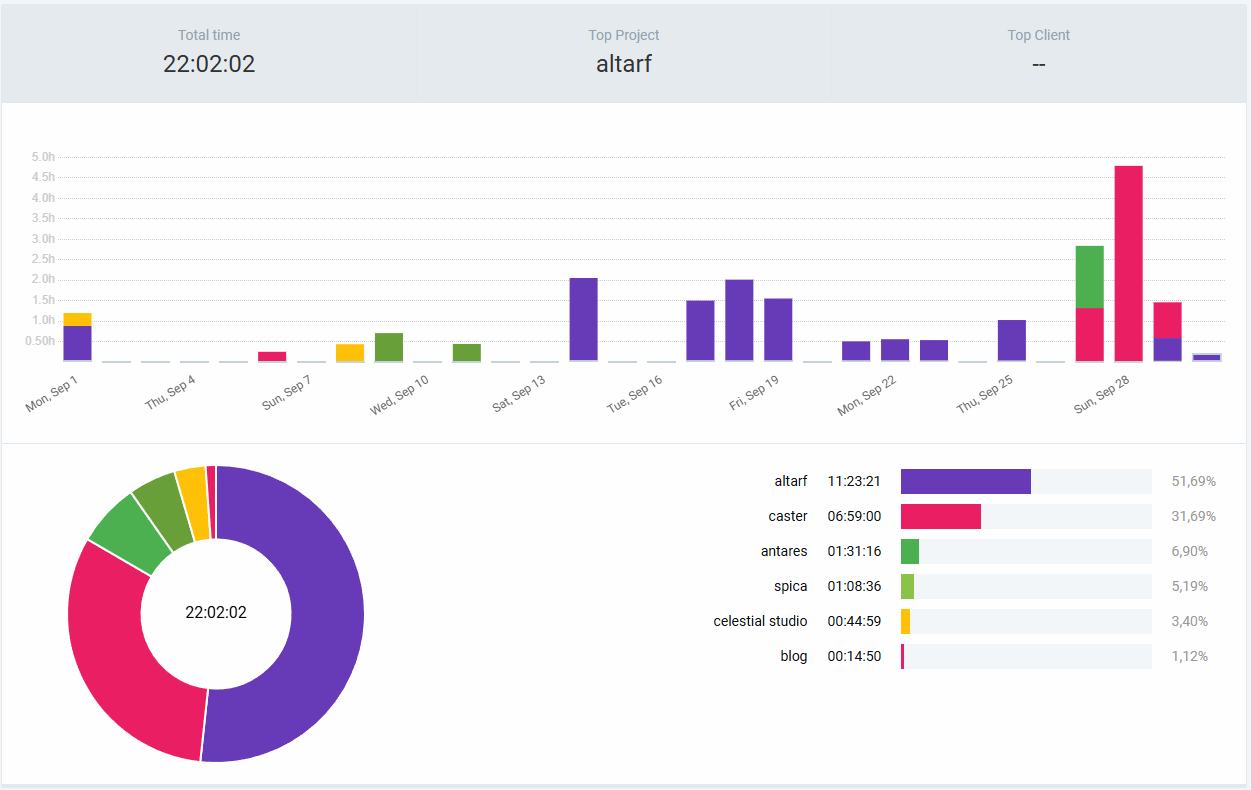 Total time
Top Project
Top Client
22:02:02
altarf
--
5.0h
4.5h
4.0h
3.5h
3.0h
2.5h
2.0h
1.5h
1.0h
0.50h
Mon, Sep 1
Thu, Sep 4
Sun, Sep 7
Wed, Sep 10
Sat, Sep 13
Tue, Sep 16
Fri, Sep 19
Mon, Sep 22
Thu, Sep 25
Sun, Sep 28
22:02:02
altarf 11:23:21 51,69%
caster 06:59:00 31,69%
antares 01:31:16 6,90%
spica 01:08:36 5,19%
celestial studio 00:44:59 3,40%
blog 00:14:50 1,12%